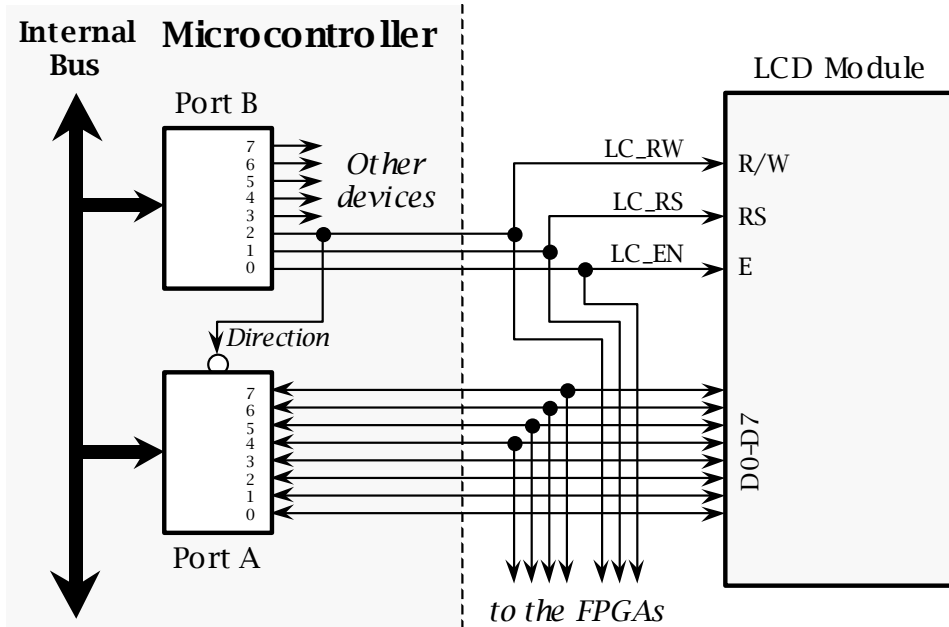 Internal
Bus
Microcontroller
LCD Module
Port B
7
6
5
4
3
2
1
0
Other
devices
LC_RW
R/W
LC_RS
RS
LC_EN
E
Direction
7
6
5
4
3
2
1
0
D0-D7
Port A
to the FPGAs